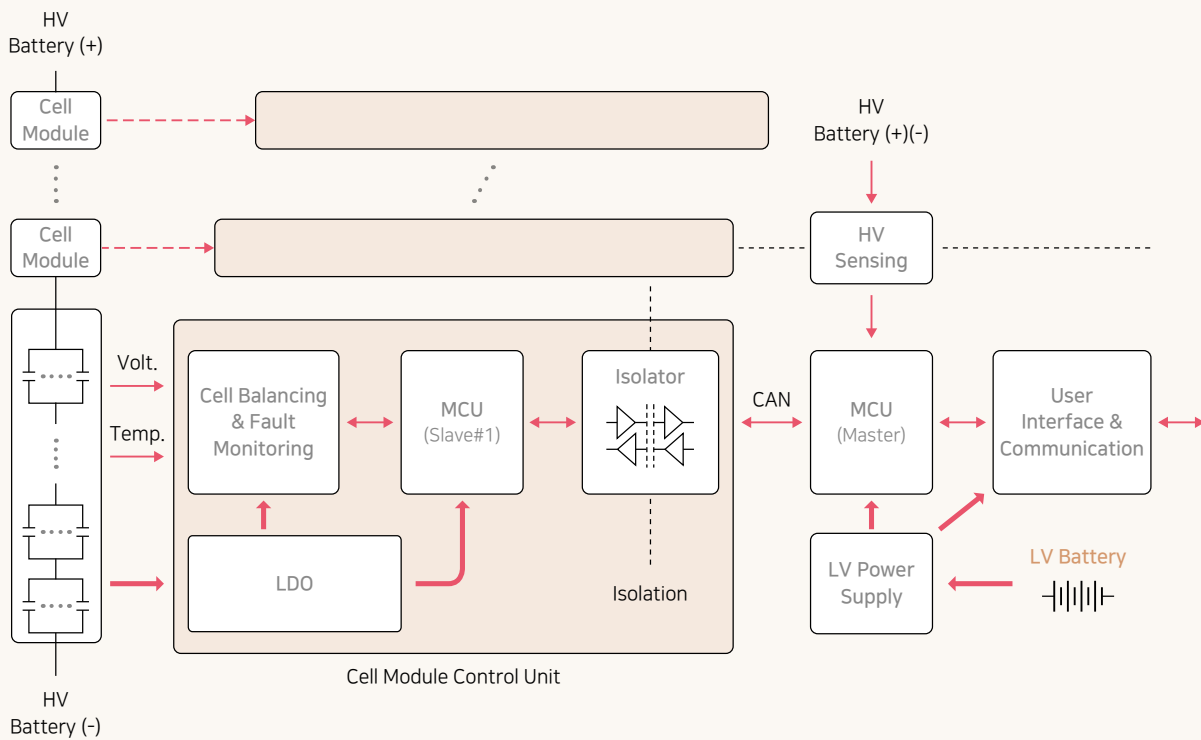 HV
Battery (+)
Cell
Module
HV
Battery (+)(-)
Cell
Module
HV
Sensing
Volt.
Temp.
Cell Balancing
& Fault
Monitoring
MCU
(Slave#1)
Isolator
CAN
MCU
(Master)
User
Interface &
Communication
LDO
Isolation
LV Power
Supply
LV Battery
Cell Module Control Unit
HV
Battery (-)